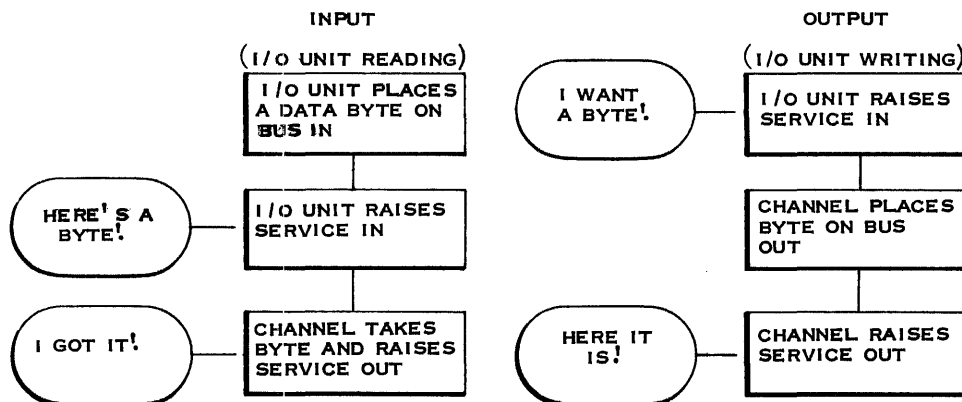 INPUT
(I/O UNIT READING)
I/O UNIT PLACES
A DATA BYTE ON
BUS IN
HERE'S A
BYTE!
I/O UNIT RAISES
SERVICE IN
I GOT IT!
CHANNEL TAKES
BYTE AND RAISES
SERVICE OUT
OUTPUT
(I/O UNIT WRITING)
I WANT
A BYTE!
I/O UNIT RAISES
SERVICE IN
CHANNEL PLACES
BYTE ON BUS
OUT
HERE IT
IS!
CHANNEL RAISES
SERVICE OUT